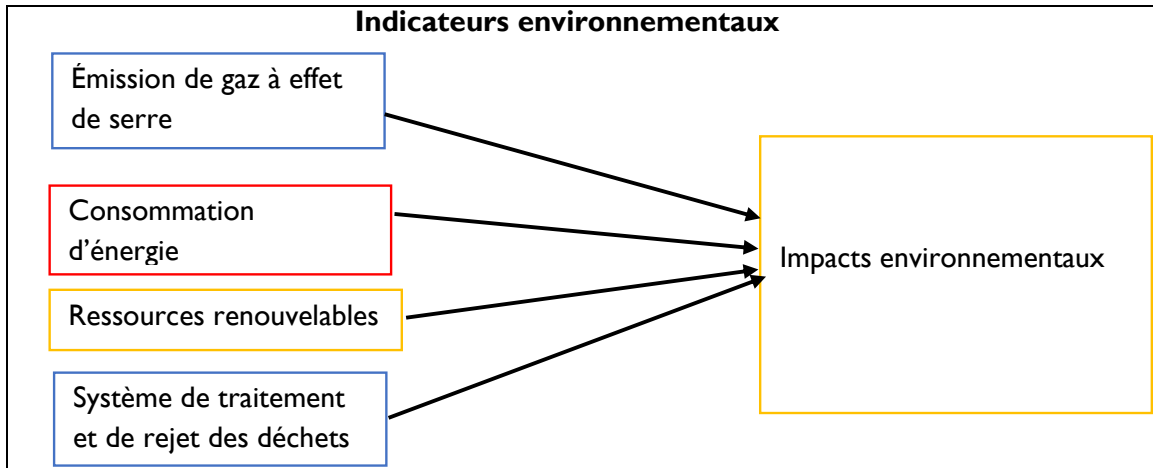 Indicateurs environnementaux
Émission de gaz à effet
de serre
Consommation
d'énergie
Ressources renouvelables
Système de traitement
et de rejet des déchets
Impacts environnementaux